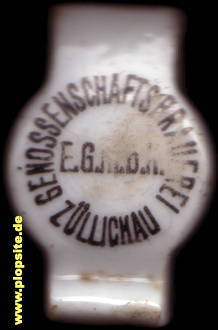 GENOSSENSCHAFTSBRAUEREI
E.G.M.B.H.
ZÜLLICHAU
www.plopsite.de